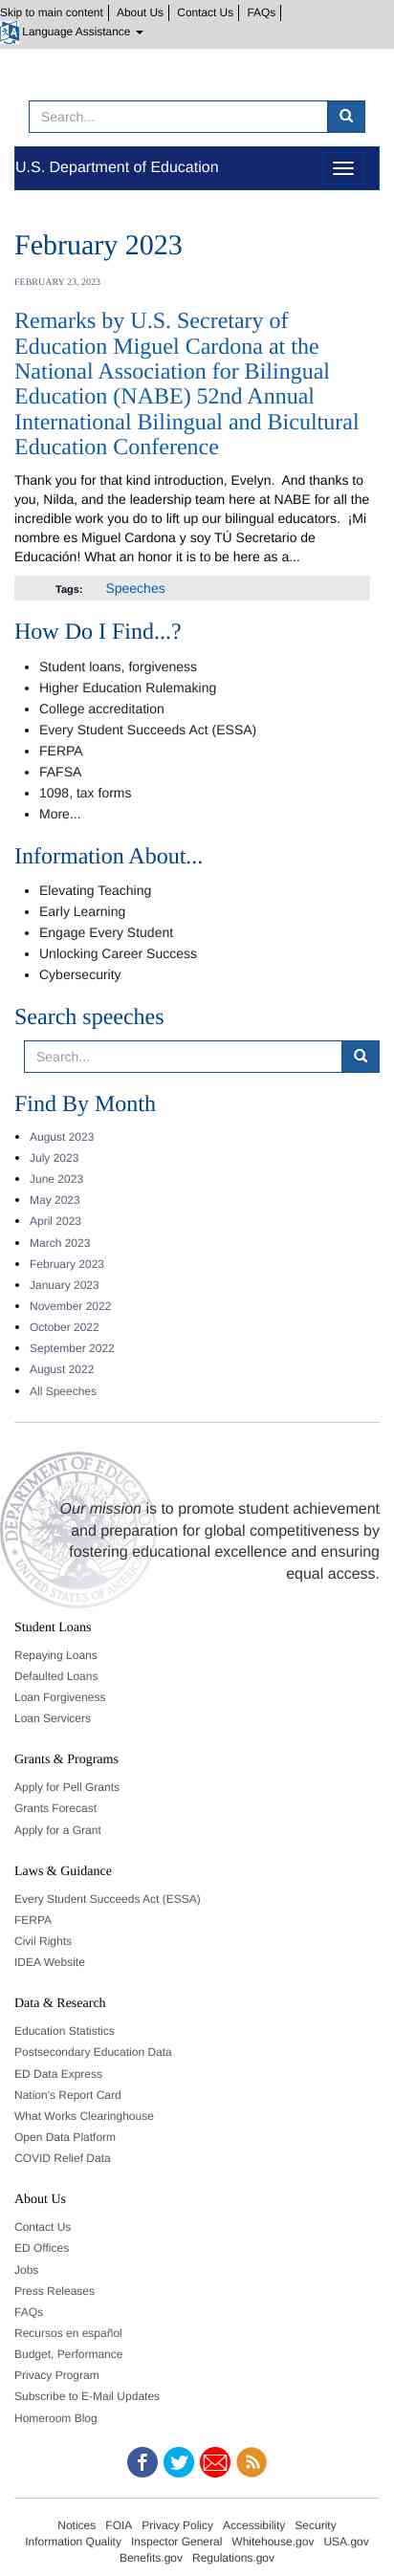 Skip to main content About Us Contact Us FAQs
Language Assistance
Search...
U.S. Department of Education
February 2023
FEBRUARY 23, 2023
Remarks by U.S. Secretary of
Education Miguel Cardona at the
National Association for Bilingual
Education (NABE) 52nd Annual
International Bilingual and Bicultural
Education Conference
Thank you for that kind introduction, Evelyn. And thanks to
you, Nilda, and the leadership team here at NABE for all the
incredible work you do to lift up our bilingual educators. ¡Mi
nombre es Miguel Cardona y soy TÚ Secretario de
Educación! What an honor it is to be here as a...
Tags: Speeches
How Do I Find...?
Student loans, forgiveness
Higher Education Rulemaking
College accreditation
Every Student Succeeds Act (ESSA)
FERPA
FAFSA
1098, tax forms
More...
Information About...
Elevating Teaching
Early Learning
Engage Every Student
Unlocking Career Success
Cybersecurity
Search speeches
Search...
Find By Month
August 2023
July 2023
June 2023
May 2023
April 2023
March 2023
February 2023
January 2023
November 2022
October 2022
September 2022
August 2022
All Speeches
DEPARTMENT OF EDUCATION
UNITED STATES OF AMERICA
Our mission is to promote student achievement
and preparation for global competitiveness by
fostering educational excellence and ensuring
equal access.
Student Loans
Repaying Loans
Defaulted Loans
Loan Forgiveness
Loan Servicers
Grants & Programs
Apply for Pell Grants
Grants Forecast
Apply for a Grant
Laws & Guidance
Every Student Succeeds Act (ESSA)
FERPA
Civil Rights
IDEA Website
Data & Research
Education Statistics
Postsecondary Education Data
ED Data Express
Nation's Report Card
What Works Clearinghouse
Open Data Platform
COVID Relief Data
About Us
Contact Us
ED Offices
Jobs
Press Releases
FAQs
Recursos en español
Budget, Performance
Privacy Program
Subscribe to E-Mail Updates
Homeroom Blog
Notices FOIA Privacy Policy Accessibility Security
Information Quality Inspector General Whitehouse.gov USA.gov
Benefits.gov Regulations.gov